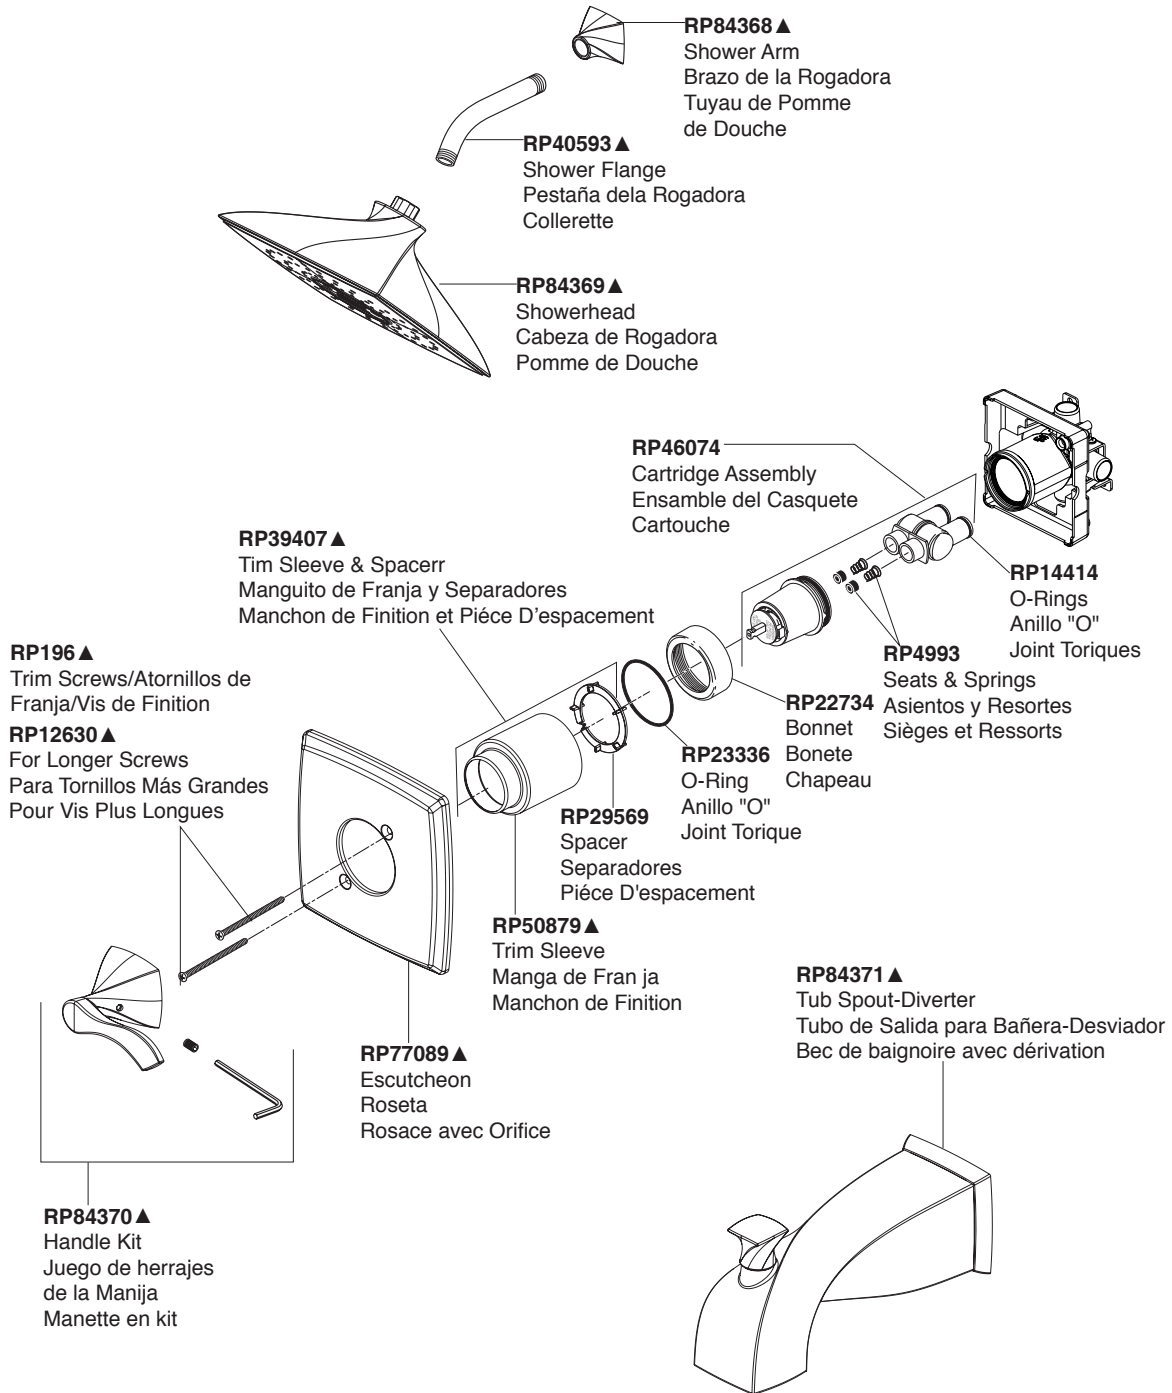 RP84368▲
Shower Arm
Brazo de la Rogadora
Tuyau de Pomme
de Douche
RP40593▲
Shower Flange
Pestaña dela Rogadora
Collerette
RP84369▲
Showerhead
Cabeza de Rogadora
Pomme de Douche
RP46074
Cartridge Assembly
Ensamble del Casquete
Cartouche
RP39407▲
Tim Sleeve & Spacerr
Manguito de Franja y Separadores
Manchon de Finition et Piéce D'espacement
RP14414
O-Rings
Anillo "O"
Joint Toriques
RP4993
Seats & Springs
Asientos y Resortes
Sièges et Ressorts
RP22734
Bonnet
Bonete
Chapeau
RP23336
O-Ring
Anillo "O"
Joint Torique
RP29569
Spacer
Separadores
Piéce D'espacement
RP196▲
Trim Screws/Atornillos de
Franja/Vis de Finition
RP12630▲
For Longer Screws
Para Tornillos Más Grandes
Pour Vis Plus Longues
RP50879▲
Trim Sleeve
Manga de Fran ja
Manchon de Finition
RP77089▲
Escutcheon
Roseta
Rosace avec Orifice
RP84371▲
Tub Spout-Diverter
Tubo de Salida para Bañera-Desviador
Bec de baignoire avec dérivation
RP84370▲
Handle Kit
Juego de herrajes
de la Manija
Manette en kit